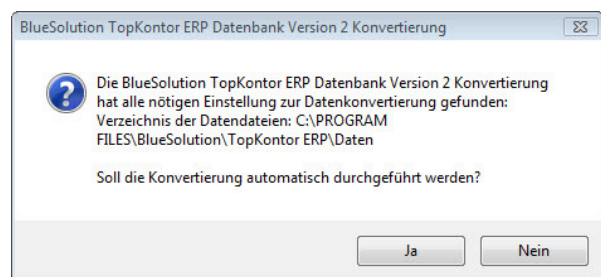 BlueSolution TopKontor ERP Datenbank Version 2 Konvertierung
Die BlueSolution TopKontor ERP Datenbank Version 2 Konvertierung
hat alle nötigen Einstellung zur Datenkonvertierung gefunden:
Verzeichnis der Datendateien: C:\PROGRAM
FILES\BlueSolution\TopKontor ERP\Daten
Soll die Konvertierung automatisch durchgeführt werden?
Ja
Nein